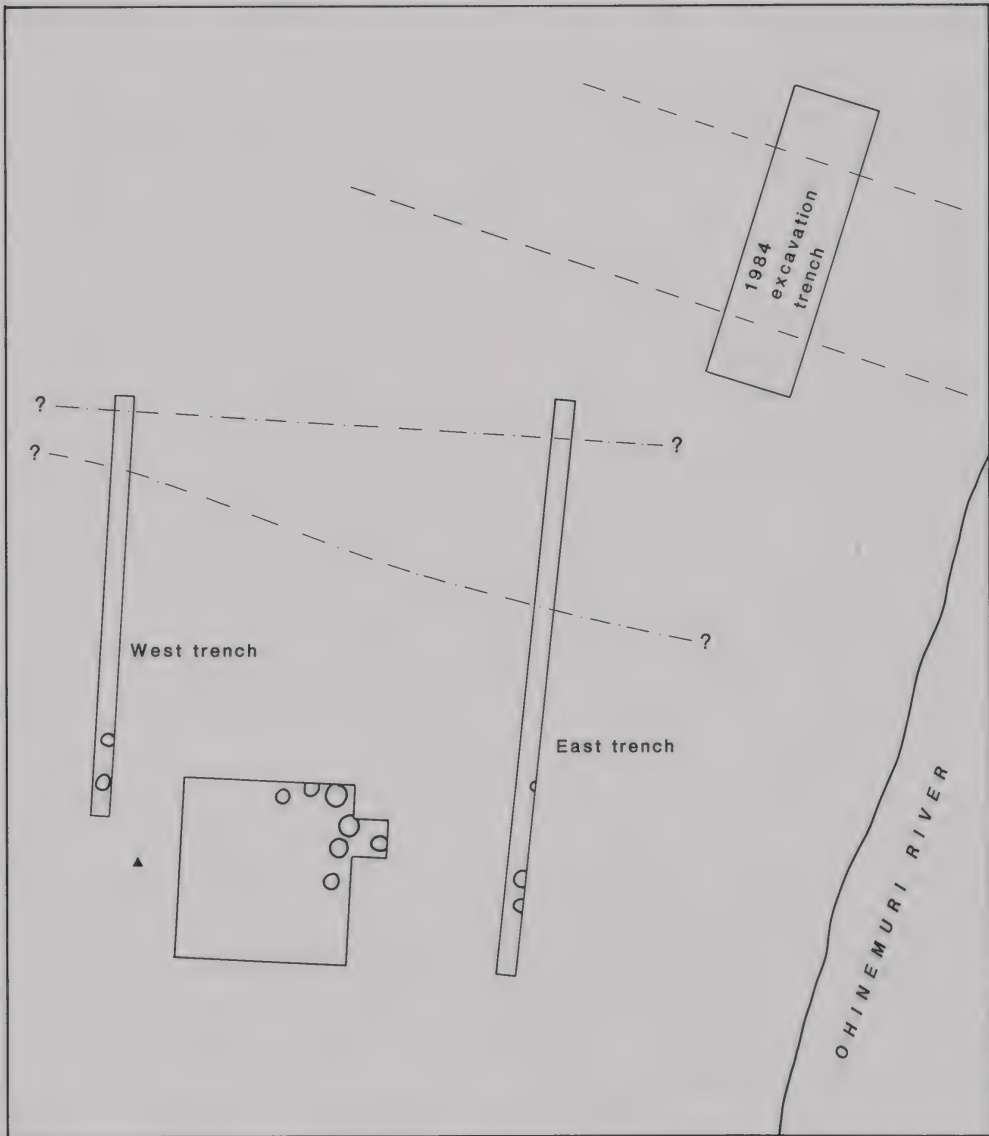 1984
excavation
trench
?
?
?
?
West trench
East trench
OHINEMURI RIVER